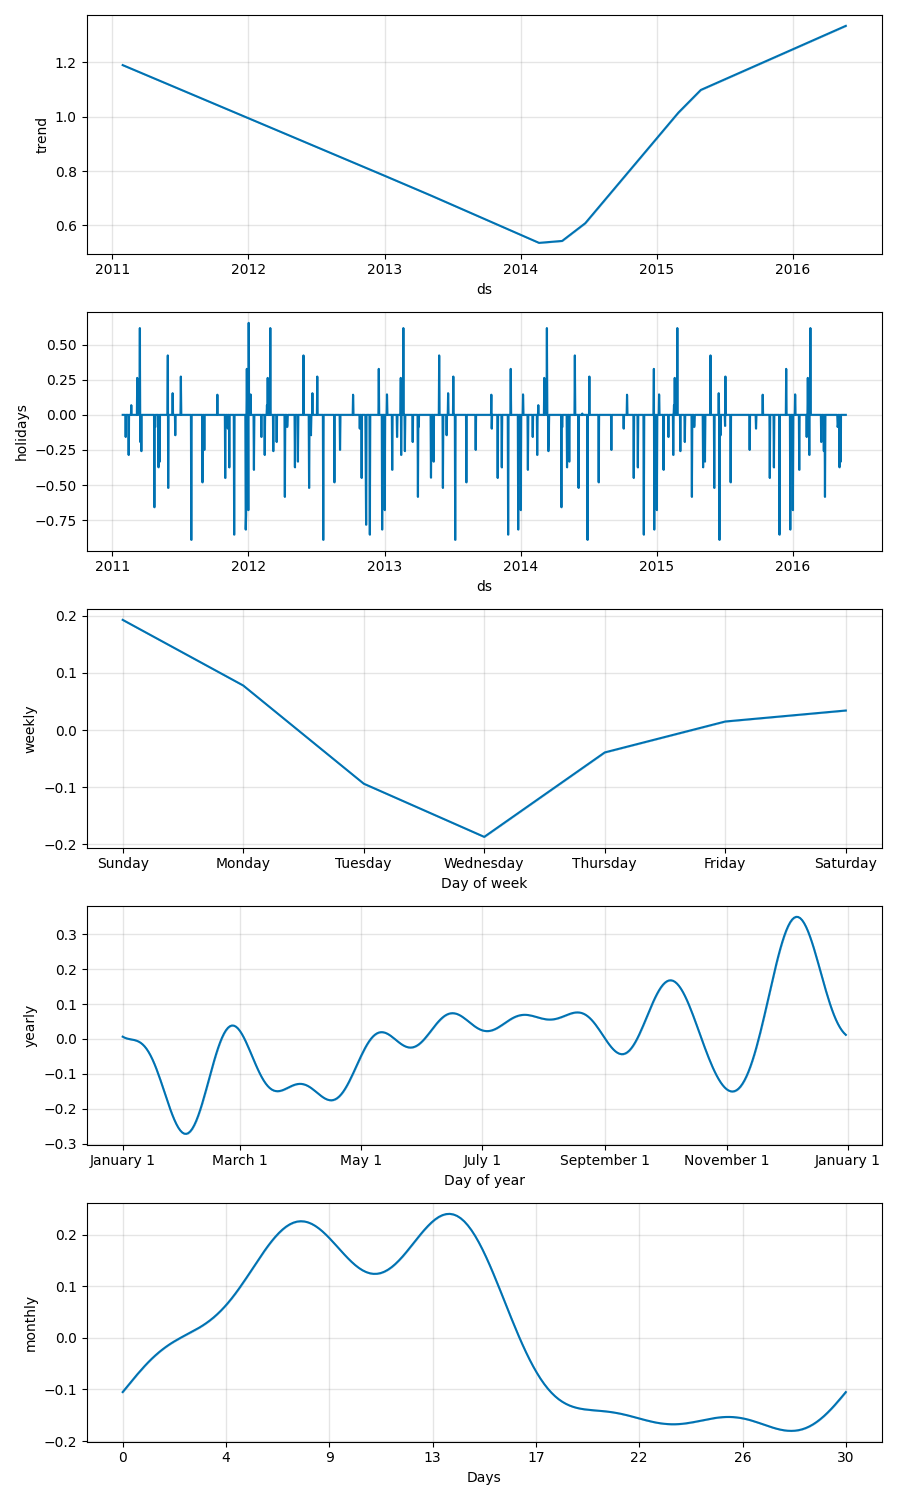 1.2
1.0
0.8
0.6
trend
2011 2012 2013 2014 2015 2016
ds
0.50
0.25
0.00
−0.25
−0.50
−0.75
holidays
2011 2012 2013 2014 2015 2016
ds
0.2
0.1
0.0
−0.1
−0.2
weekly
Sunday Monday Tuesday Wednesday Thursday Friday Saturday
Day of week
0.3
0.2
0.1
0.0
−0.1
−0.2
−0.3
yearly
January 1 March 1 May 1 July 1 September 1 November 1 January 1
Day of year
0.2
0.1
0.0
−0.1
−0.2
monthly
0 4 9 13 17 22 26 30
Days